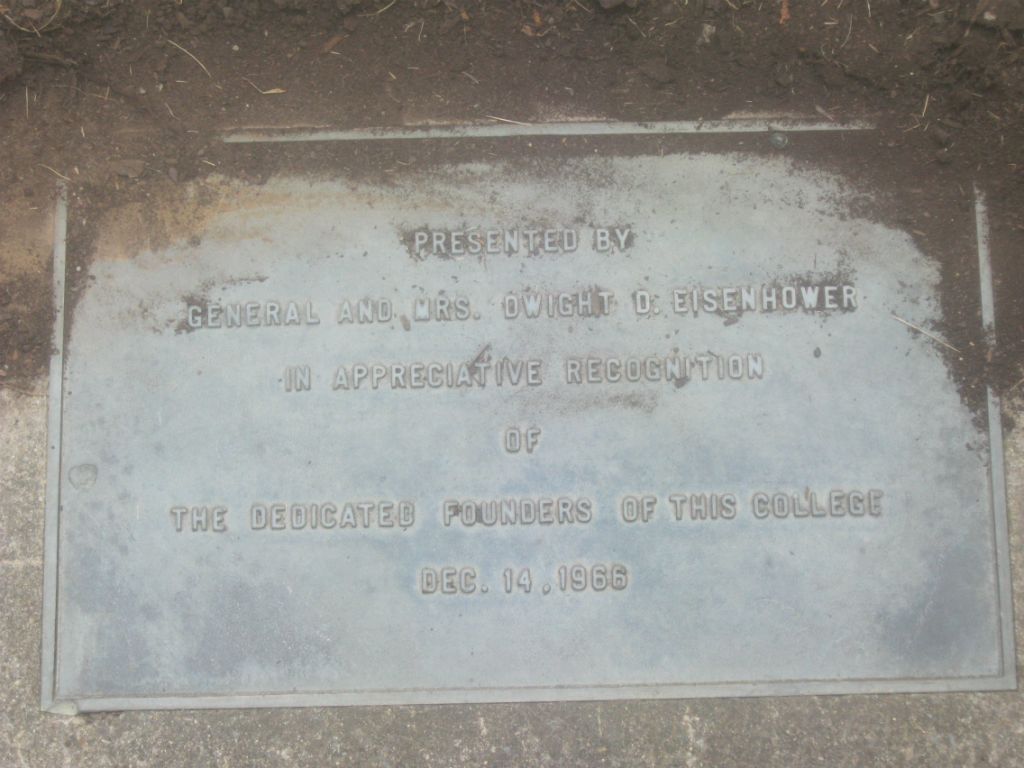 PRESENTED BY
GENERAL AND MRS. DWIGHT D. EISENHOWER
IN APPRECIATIVE RECOGNITION
OF
THE DEDICATED FOUNDERS OF THIS COLLEGE
DEC. 14, 1966